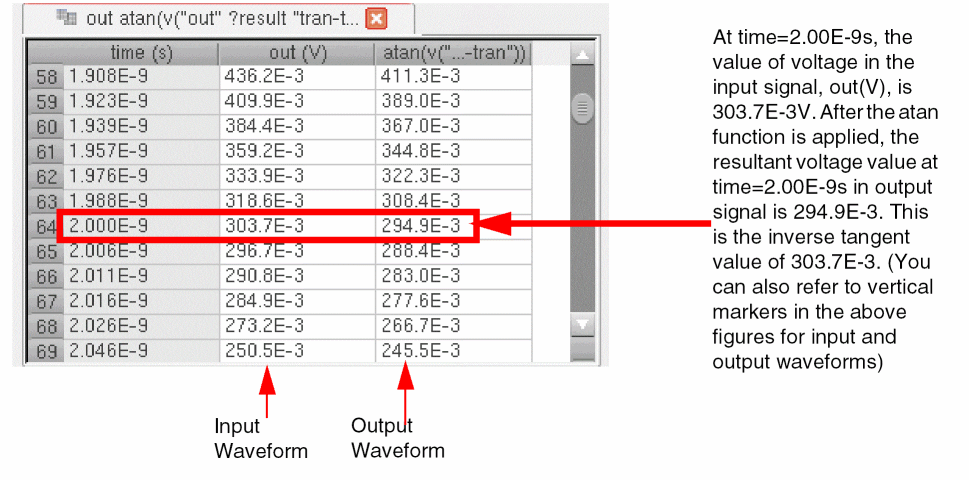 out atan(v("out" ?result "tran-t...
time (s) out (V) atan(v("...-tran"))
58 1.908E-9 436.2E-3 411.3E-3
59 1.923E-9 409.9E-3 389.0E-3
60 1.939E-9 384.4E-3 367.0E-3
61 1.957E-9 359.2E-3 344.8E-3
62 1.976E-9 333.9E-3 322.3E-3
63 1.988E-9 318.6E-3 308.4E-3
64 2.000E-9 303.7E-3 294.9E-3
65 2.006E-9 296.7E-3 288.4E-3
66 2.011E-9 290.8E-3 283.0E-3
67 2.016E-9 284.9E-3 277.6E-3
68 2.026E-9 273.2E-3 266.7E-3
69 2.046E-9 250.5E-3 245.5E-3
Input
Waveform
Output
Waveform
At time=2.00E-9s, the
value of voltage in the
input signal, out(V), is
303.7E-3V. After the atan
function is applied, the
resultant voltage value at
time=2.00E-9s in output
signal is 294.9E-3. This
is the inverse tangent
value of 303.7E-3. (You
can also refer to vertical
markers in the above
figures for input and
output waveforms)